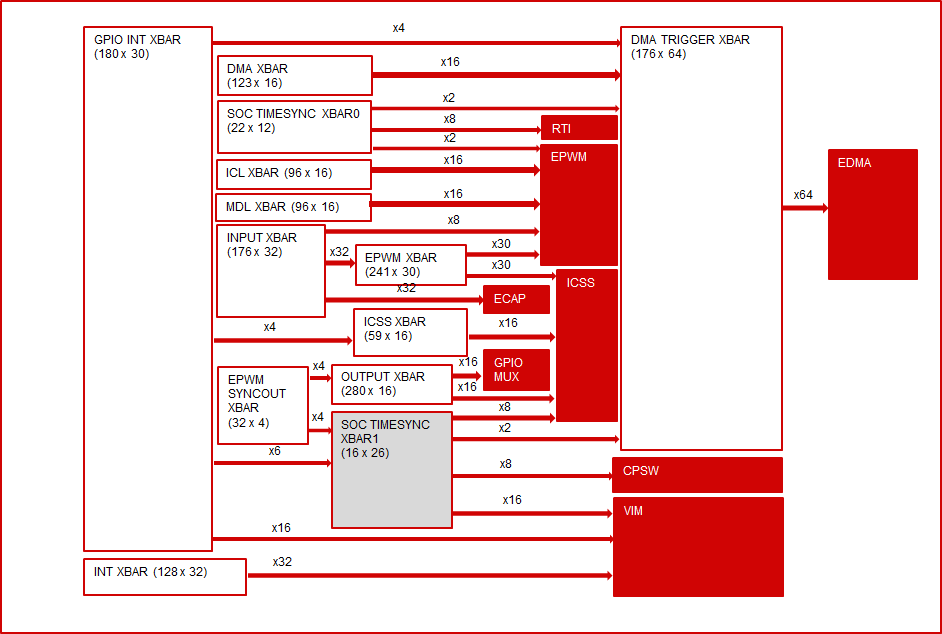 GPIO INT XBAR
(180 x 30)
x4
DMA TRIGGER XBAR
(176 x 64)
DMA XBAR
(123 x 16)
x16
SOC TIMESYNC XBAR0
(22 x 12)
x2
x8
RTI
x2
EPWM
ICL XBAR (96 x 16)
x16
EDMA
x64
MDL XBAR (96 x 16)
x16
x8
INPUT XBAR
(176 x 32)
x32
EPWM XBAR
(241 x 30)
x30
x30
ICSS
x32
ECAP
x4
ICSS XBAR
(59 x 16)
x16
EPWM
SYNCOUT
XBAR
(32 x 4)
x4
OUTPUT XBAR
(280 x 16)
x16
GPIO
MUX
x16
x4
SOC TIMESYNC
XBAR1
(16 x 26)
x8
x2
x6
x8
CPSW
x16
VIM
x16
INT XBAR (128 x 32)
x32